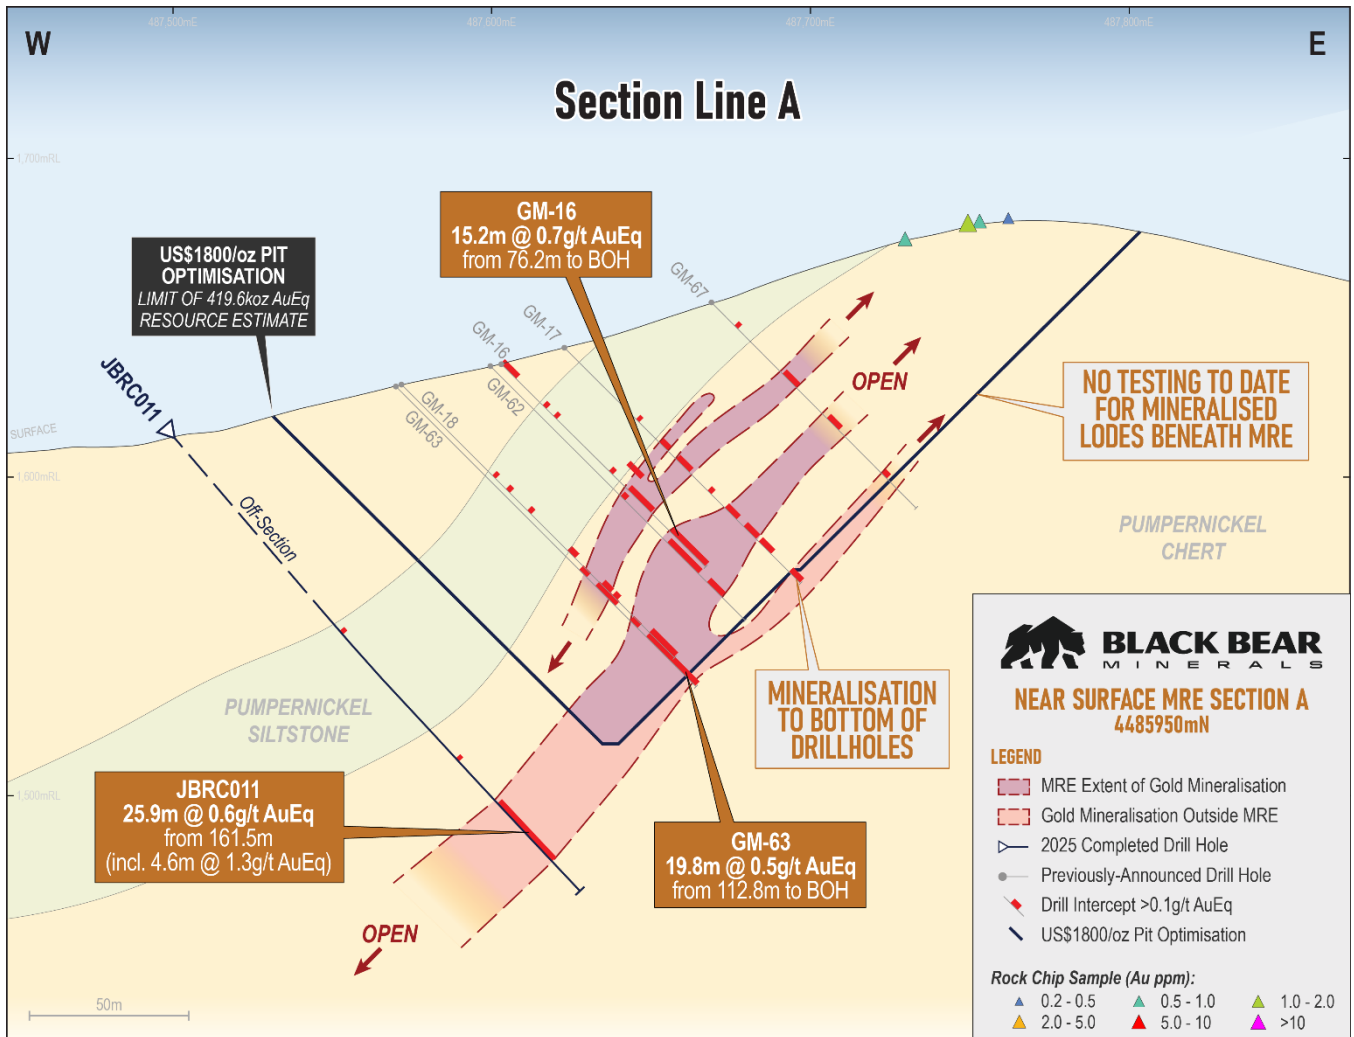 487,500mE
487,600mE
487,700mE
487,800mE
W
E
Section Line A
1,700mRL
GM-16
15.2m @ 0.7g/t AuEq
from 76.2m to BOH
US$1800/oz PIT
OPTIMISATION
LIMIT OF 419.6koz AuEq
RESOURCE ESTIMATE
GM-67
GM-17
GM-16
GM-62
GM-18
GM-63
JBRC011
SURFACE
1,600mRL
OPEN
NO TESTING TO DATE
FOR MINERALISED
LODES BENEATH MRE
Off-Section
PUMPERNICKEL
CHERT
PUMPERNICKEL
SILTSTONE
MINERALISATION
TO BOTTOM OF
DRILLHOLES
1,500mRL
JBRC011
25.9m @ 0.6g/t AuEq
from 161.5m
(incl. 4.6m @ 1.3g/t AuEq)
GM-63
19.8m @ 0.5g/t AuEq
from 112.8m to BOH
OPEN
50m
BLACK BEAR
MINERALS
NEAR SURFACE MRE SECTION A
4485950mN
LEGEND
MRE Extent of Gold Mineralisation
Gold Mineralisation Outside MRE
2025 Completed Drill Hole
Previously-Announced Drill Hole
Drill Intercept >0.1g/t AuEq
US$1800/oz Pit Optimisation
Rock Chip Sample (Au ppm):
0.2 - 0.5
0.5 - 1.0
1.0 - 2.0
2.0 - 5.0
5.0 - 10
>10